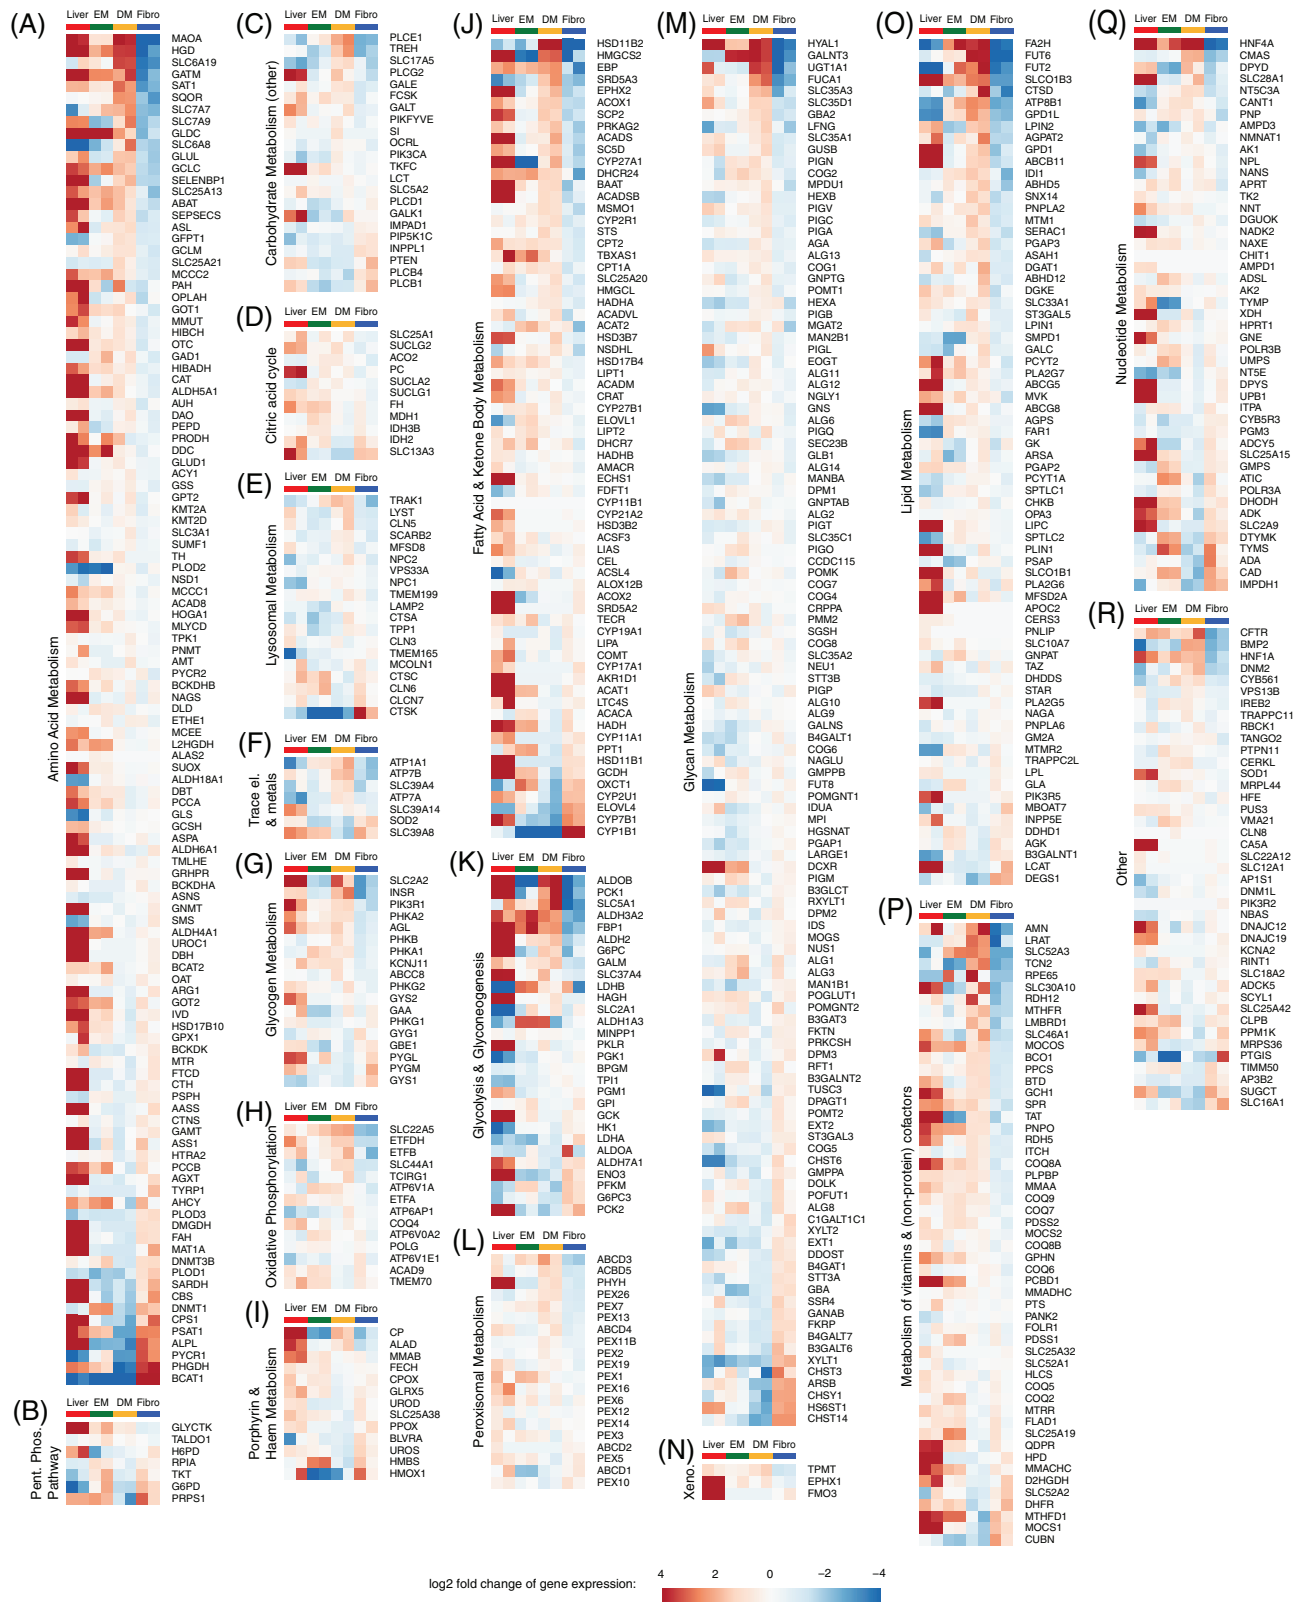 (A)
Liver EM DM Fibro
Amino Acid Metabolism
MAOA
HGD
SLC6A19
GATM
SAT1
SQOR
SLC7A7
SLC7A9
GLDC
SLC6A8
GLUL
GCLC
SELENBP1
SLC25A13
ABAT
SEPSECS
ASL
GFPT1
GCLM
SLC25A21
MCCC2
PAH
OPLAH
GOT1
MMUT
HIBCH
OTC
GAD1
HIBADH
CAT
ALDH5A1
AUH
DAO
PEPD
PRODH
DDC
GLUD1
ACY1
GSS
GPT2
KMT2A
KMT2D
SLC3A1
SUMF1
TH
PLOD2
NSD1
MCCC1
ACAD8
HOGA1
MLYCD
TPK1
PNMT
AMT
PYCR2
BCKDHB
NAGS
DLD
ETHE1
MCEE
L2HGDH
ALAS2
SUOX
ALDH18A1
DBT
PCCA
GLS
GCSH
ASPA
ALDH6A1
TMLHE
GRHPR
BCKDHA
ASNS
GNMT
SMS
ALDH4A1
UROC1
DBH
BCAT2
OAT
ARG1
GOT2
IVD
HSD17B10
GPX1
BCKDK
MTR
FTCD
CTH
PSPH
AASS
CTNS
GAMT
ASS1
HTRA2
PCCB
AGXT
TYRP1
AHCY
PLOD3
DMGDH
FAH
MAT1A
DNMT3B
PLOD1
SARDH
CBS
DNMT1
CPS1
PSAT1
ALPL
PYCR1
PHGDH
BCAT1
(B)
Liver EM DM Fibro
Pent. Phos.
Pathway
GLYCTK
TALDO1
H6PD
RPIA
TKT
G6PD
PRPS1
(C)
Liver EM DM Fibro
Carbohydrate Metabolism (other)
PLCE1
TREH
SLC17A5
PLCG2
GALE
FCSK
GALT
PIKFYVE
SI
OCRL
PIK3CA
TKFC
LCT
SLC5A2
PLCD1
GALK1
IMPAD1
PIP5K1C
INPPL1
PTEN
PLCB4
PLCB1
(D)
Liver EM DM Fibro
Citric acid cycle
SLC25A1
SUCLG2
ACO2
PC
SUCLA2
SUCLG1
FH
MDH1
IDH3B
IDH2
SLC13A3
(E)
Liver EM DM Fibro
Lysosomal Metabolism
TRAK1
LYST
CLN5
SCARB2
MFSD8
NPC2
VPS33A
NPC1
TMEM199
LAMP2
CTSA
TPP1
CLN3
TMEM165
MCOLN1
CTSC
CLN6
CLCN7
CTSK
(F)
Liver EM DM Fibro
Trace el.
& metals
ATP1A1
ATP7B
SLC39A4
ATP7A
SLC39A14
SOD2
SLC39A8
(G)
Liver EM DM Fibro
Glycogen Metabolism
SLC2A2
INSR
PIK3R1
PHKA2
AGL
PHKB
PHKA1
KCNJ11
ABCC8
PHKG2
GYS2
GAA
PHKG1
GYG1
GBE1
PYGL
PYGM
GYS1
(H)
Liver EM DM Fibro
Oxidative Phosphorylation
SLC22A5
ETFDH
ETFB
SLC44A1
TCIRG1
ATP6V1A
ETFA
ATP6AP1
COQ4
ATP6V0A2
POLG
ATP6V1E1
ACAD9
TMEM70
(I)
Liver EM DM Fibro
Porphyrin &
Haem Metabolism
CP
ALAD
MMAB
FECH
CPOX
GLRX5
UROD
SLC25A38
PPOX
BLVRA
UROS
HMBS
HMOX1
(J)
Liver EM DM Fibro
Fatty Acid & Ketone Body Metabolism
HSD11B2
HMGCS2
EBP
SRD5A3
EPHX2
ACOX1
SCP2
PRKAG2
ACADS
SC5D
CYP27A1
DHCR24
BAAT
ACADSB
MSMO1
CYP2R1
STS
CPT2
TBXAS1
CPT1A
SLC25A20
HMGCL
HADHA
ACADVL
ACAT2
HSD3B7
NSDHL
HSD17B4
LIPT1
ACADM
CRAT
CYP27B1
ELOVL1
LIPT2
DHCR7
HADHB
AMACR
ECHS1
FDFT1
CYP11B1
CYP21A2
HSD3B2
ACSF3
LIAS
CEL
ACSL4
ALOX12B
ACOX2
SRD5A2
TECR
CYP19A1
LIPA
COMT
CYP17A1
AKR1D1
ACAT1
LTC4S
ACACA
HADH
CYP11A1
PPT1
HSD11B1
GCDH
OXCT1
CYP2U1
ELOVL4
CYP7B1
CYP1B1
(K)
Liver EM DM Fibro
Glycolysis & Glyconeogenesis
ALDOB
PCK1
SLC5A1
ALDH3A2
FBP1
ALDH2
G6PC
GALM
SLC37A4
LDHB
HAGH
SLC2A1
ALDH1A3
MINPP1
PKLR
PGK1
BPGM
TPI1
PGM1
GPI
GCK
HK1
LDHA
ALDOA
ALDH7A1
ENO3
PFKM
G6PC3
PCK2
(L)
Liver EM DM Fibro
Peroxisomal Metabolism
ABCD3
ACBD5
PHYH
PEX26
PEX7
PEX13
ABCD4
PEX11B
PEX2
PEX19
PEX1
PEX16
PEX6
PEX12
PEX14
PEX3
ABCD2
PEX5
ABCD1
PEX10
(M)
Liver EM DM Fibro
Glycan Metabolism
HYAL1
GALNT3
UGT1A1
FUCA1
SLC35A3
SLC35D1
GBA2
LFNG
SLC35A1
GUSB
PIGN
COG2
MPDU1
HEXB
PIGV
PIGC
PIGA
AGA
ALG13
COG1
GNPTG
POMT1
HEXA
PIGB
MGAT2
MAN2B1
PIGL
EOGT
ALG11
ALG12
NGLY1
GNS
ALG6
PIGQ
SEC23B
GLB1
ALG14
MANBA
DPM1
GNPTAB
ALG2
PIGT
SLC35C1
PIGO
CCDC115
POMK
COG7
COG4
CRPPA
PMM2
SGSH
COG8
SLC35A2
NEU1
STT3B
PIGP
ALG10
ALG9
GALNS
B4GALT1
COG6
NAGLU
GMPPB
FUT8
POMGNT1
IDUA
MPI
HGSNAT
PGAP1
LARGE1
DCXR
PIGM
B3GLCT
RXYLT1
DPM2
IDS
MOGS
NUS1
ALG1
ALG3
MAN1B1
POGLUT1
POMGNT2
B3GAT3
FKTN
PRKCSH
DPM3
RFT1
B3GALNT2
TUSC3
DPAGT1
POMT2
EXT2
ST3GAL3
COG5
CHST6
GMPPA
DOLK
POFUT1
ALG8
C1GALT1C1
XYLT2
EXT1
DDOST
B4GAT1
STT3A
GBA
SSR4
GANAB
FKRP
B4GALT7
B3GALT6
XYLT1
CHST3
ARSB
CHSY1
HS6ST1
CHST14
(N)
Liver EM DM Fibro
Xeno.
TPMT
EPHX1
FMO3
(O)
Liver EM DM Fibro
Lipid Metabolism
FA2H
FUT6
FUT2
SLCO1B3
CTSD
ATP8B1
GPD1L
LPIN2
AGPAT2
GPD1
ABCB11
IDI1
ABHD5
SNX14
PNPLA2
MTM1
SERAC1
PGAP3
ASAH1
DGAT1
ABHD12
DGKE
SLC33A1
ST3GAL5
LPIN1
SMPD1
GALC
PCYT2
PLA2G7
ABCG5
MVK
ABCG8
AGPS
FAR1
GK
ARSA
PGAP2
PCYT1A
SPTLC1
CHKB
OPA3
LIPC
SPTLC2
PLIN1
PSAP
SLCO1B1
PLA2G6
MFSD2A
APOC2
CERS3
PNLIP
SLC10A7
GNPAT
TAZ
DHDDS
STAR
PLA2G5
NAGA
PNPLA6
GM2A
MTMR2
TRAPPC2L
LPL
GLA
PIK3R5
MBOAT7
INPP5E
DDHD1
AGK
B3GALNT1
LCAT
DEGS1
(P)
Liver EM DM Fibro
Metabolism of vitamins & (non-protein) cofactors
AMN
LRAT
SLC52A3
TCN2
RPE65
SLC30A10
RDH12
MTHFR
LMBRD1
SLC46A1
MOCOS
BCO1
PPCS
BTD
GCH1
SPR
TAT
PNPO
RDH5
ITCH
COQ8A
PLPBP
MMAA
COQ9
COQ7
PDSS2
MOCS2
COQ8B
GPHN
COQ6
PCBD1
MMADHC
PTS
PANK2
FOLR1
PDSS1
SLC25A32
SLC52A1
HLCS
COQ5
COQ2
MTRR
FLAD1
SLC25A19
QDPR
HPD
MMACHC
D2HGDH
SLC52A2
DHFR
MTHFD1
MOCS1
CUBN
(Q)
Liver EM DM Fibro
Nucleotide Metabolism
HNF4A
CMAS
DPYD
SLC28A1
NT5C3A
CANT1
PNP
AMPD3
NMNAT1
AK1
NPL
NANS
APRT
TK2
NNT
DGUOK
NADK2
NAXE
CHIT1
AMPD1
ADSL
AK2
TYMP
XDH
HPRT1
GNE
POLR3B
UMPS
NT5E
DPYS
UPB1
ITPA
CYB5R3
PGM3
ADCY5
SLC25A15
GMPS
ATIC
POLR3A
DHODH
ADK
SLC2A9
DTYMK
TYMS
ADA
CAD
IMPDH1
(R)
Liver EM DM Fibro
Other
CFTR
BMP2
HNF1A
DNM2
CYB561
VPS13B
IREB2
TRAPPC11
RBCK1
TANGO2
PTPN11
CERKL
SOD1
MRPL44
HFE
PUS3
VMA21
CLN8
CA5A
SLC22A12
SLC12A1
AP1S1
DNM1L
PIK3R2
NBAS
DNAJC12
DNAJC19
KCNA2
RINT1
SLC18A2
ADCK5
SCYL1
SLC25A42
CLPB
PPM1K
MRPS36
PTGIS
TIMM50
AP3B2
SUGCT
SLC16A1
log2 fold change of gene expression:
4 2 0 −2 −4